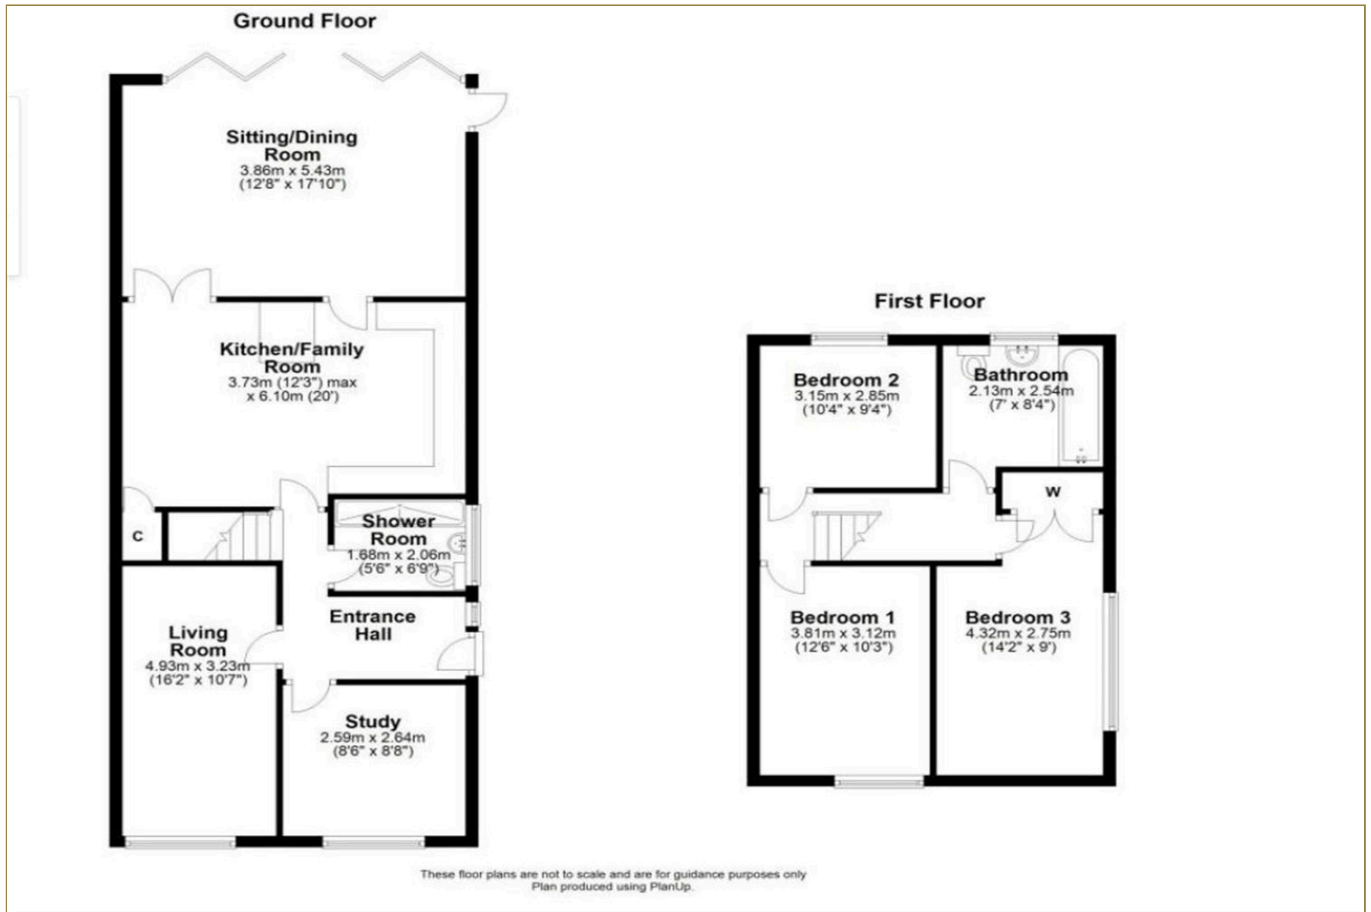 Ground Floor
Sitting/Dining
Room
3.86m x 5.43m
(12'8" x 17'10")
Kitchen/Family
Room
3.73m (12'3") max
x 6.10m (20')
C
Shower
Room
1.68m x 2.06m
(5'6" x 6'9")
Entrance
Hall
Living
Room
4.93m x 3.23m
(16'2" x 10'7")
Study
2.59m x 2.64m
(8'6" x 8'8")
First Floor
Bedroom 2
3.15m x 2.85m
(10'4" x 9'4")
Bathroom
2.13m x 2.54m
(7' x 8'4")
W
Bedroom 1
3.81m x 3.12m
(12'6" x 10'3")
Bedroom 3
4.32m x 2.75m
(14'2" x 9')
These floor plans are not to scale and are for guidance purposes only
Plan produced using PlanUp.